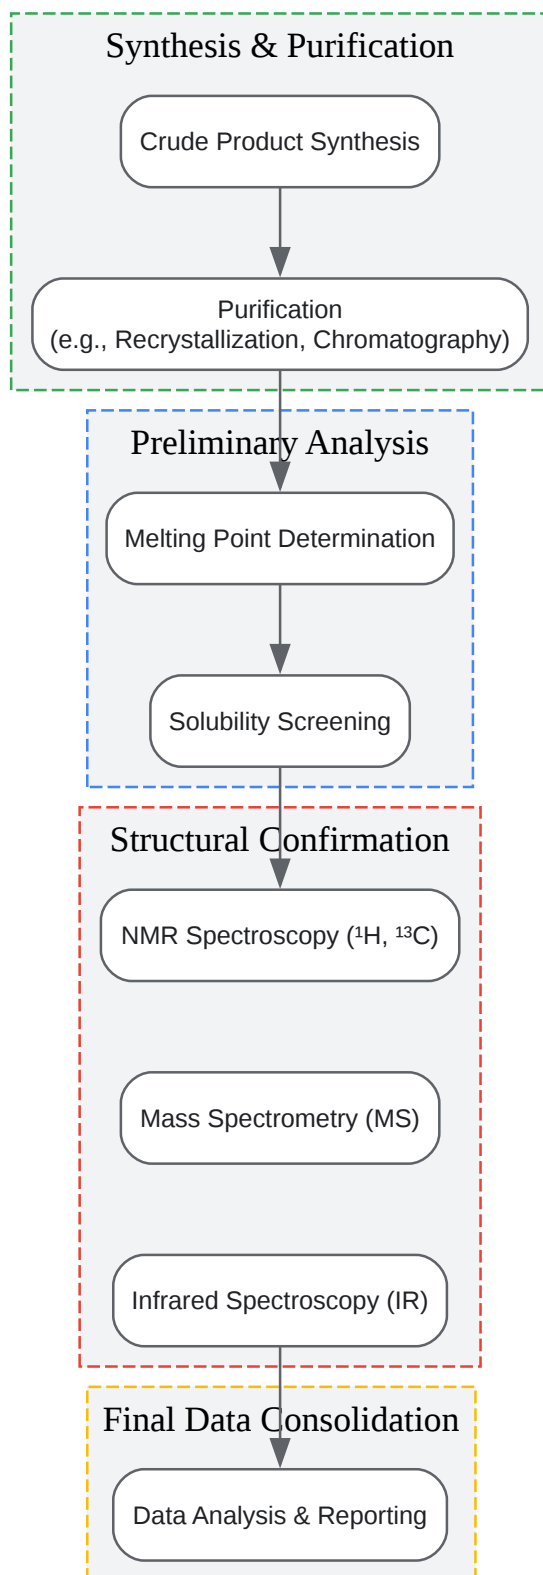 Synthesis & Purification
Crude Product Synthesis
Purification
(e.g., Recrystallization, Chromatography)
Preliminary Analysis
Melting Point Determination
Solubility Screening
Structural Confirmation
NMR Spectroscopy (¹H, ¹³C)
Mass Spectrometry (MS)
Infrared Spectroscopy (IR)
Final Data Consolidation
Data Analysis & Reporting